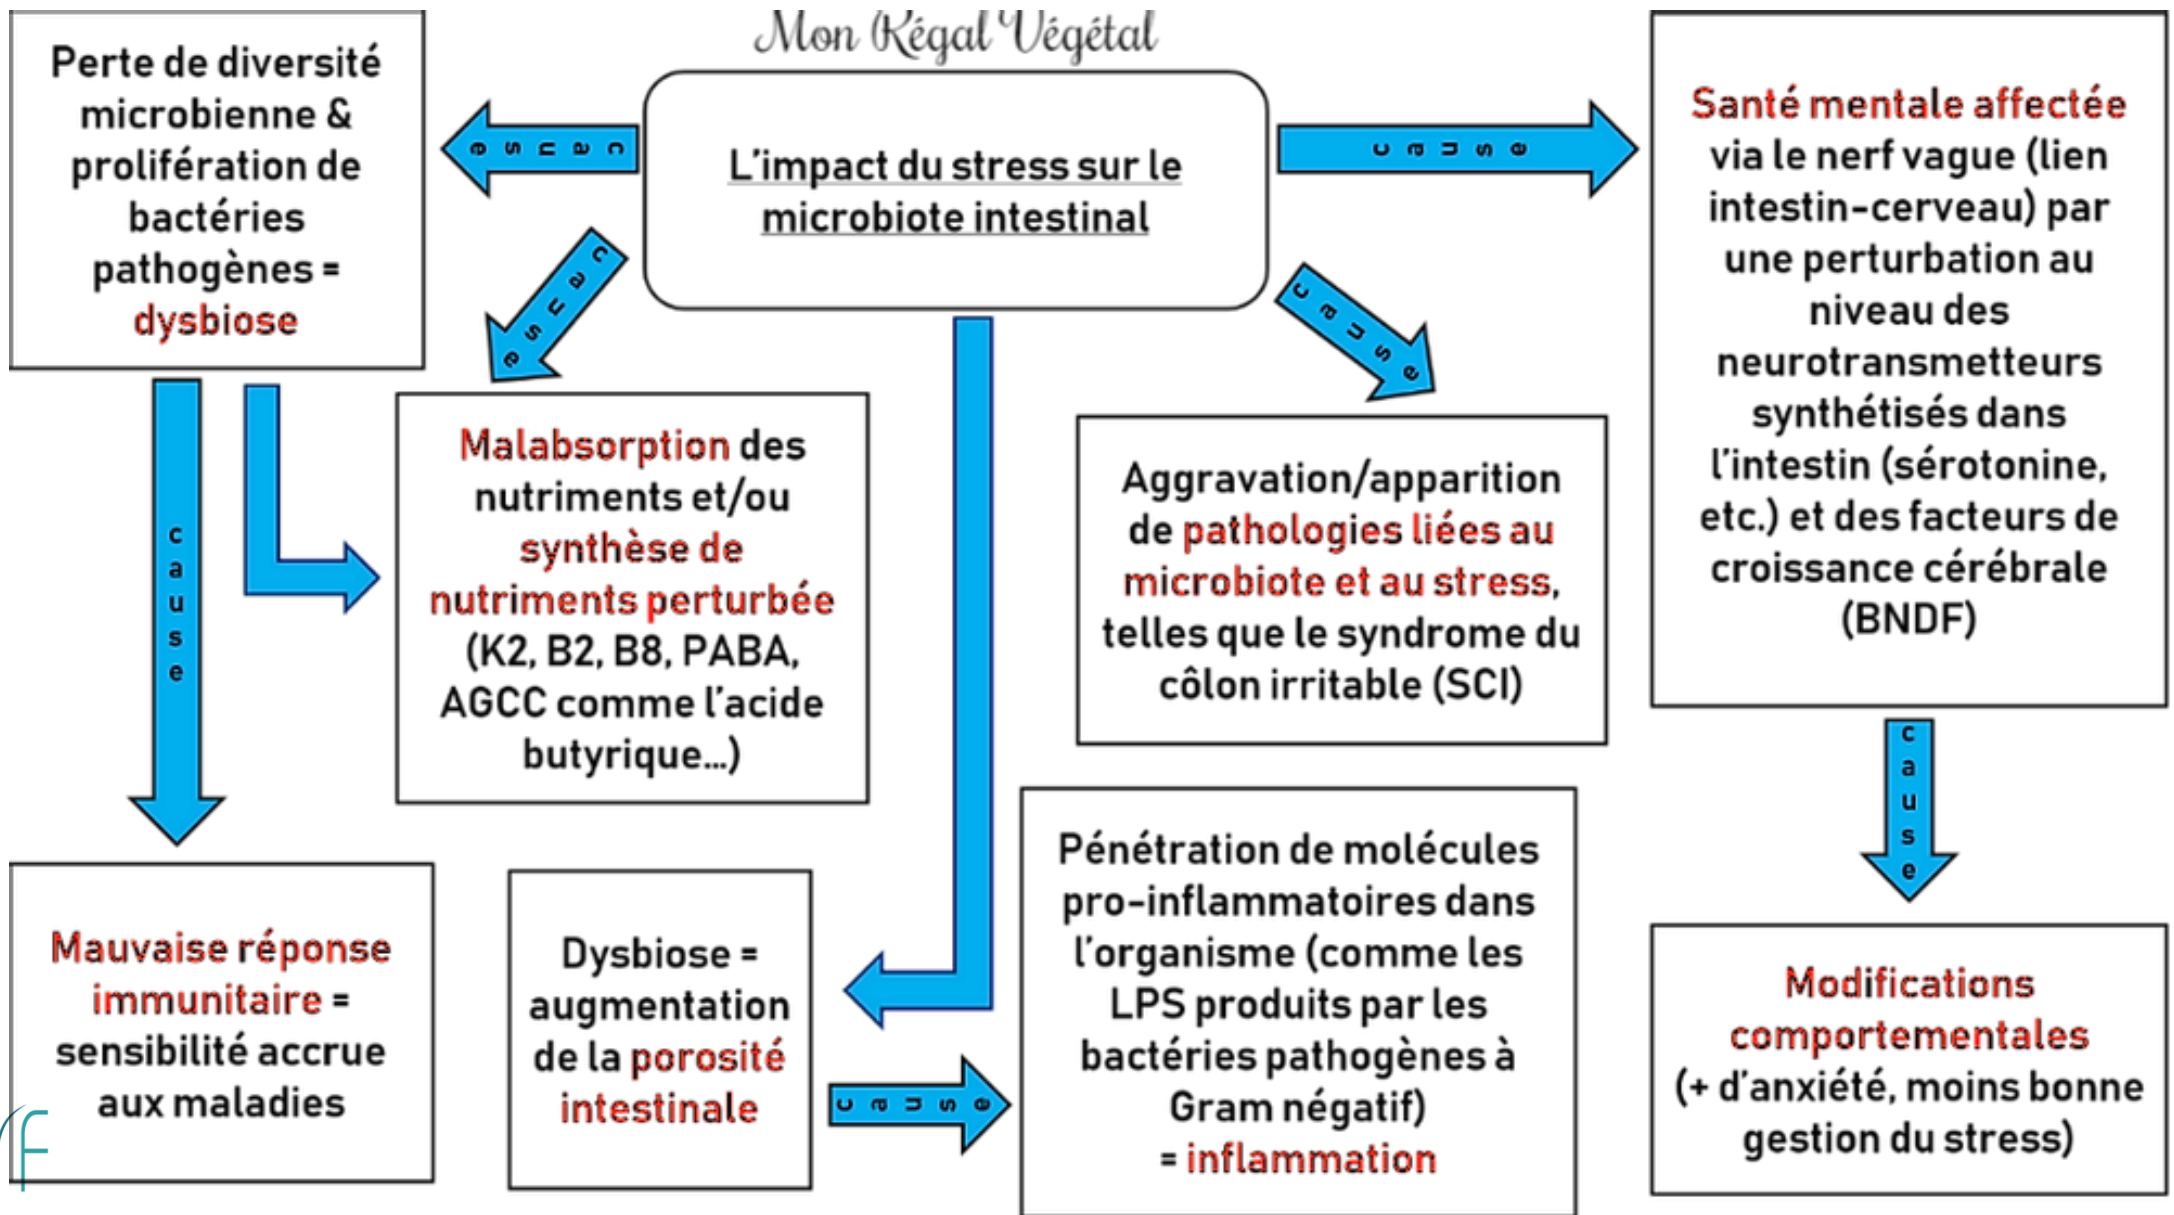 Mon Régal Végétal
L'impact du stress sur le
microbiote intestinal
cause
Perte de diversité
microbienne &
prolifération de
bactéries
pathogènes =
dysbiose
cause
Malabsorption des
nutriments et/ou
synthèse de
nutriments perturbée
(K2, B2, B8, PABA,
AGCC comme l'acide
butyrique...)
cause
Aggravation/apparition
de pathologies liées au
microbiote et au stress,
telles que le syndrome du
côlon irritable (SCI)
cause
Santé mentale affectée
via le nerf vague (lien
intestin-cerveau) par
une perturbation au
niveau des
neurotransmetteurs
synthétisés dans
l'intestin (sérotonine,
etc.) et des facteurs de
croissance cérébrale
(BNDF)
cause
Mauvaise réponse
immunitaire =
sensibilité accrue
aux maladies
Dysbiose =
augmentation
de la porosité
intestinale
cause
Pénétration de molécules
pro-inflammatoires dans
l'organisme (comme les
LPS produits par les
bactéries pathogènes à
Gram négatif)
= inflammation
cause
Modifications
comportementales
(+ d'anxiété, moins bonne
gestion du stress)